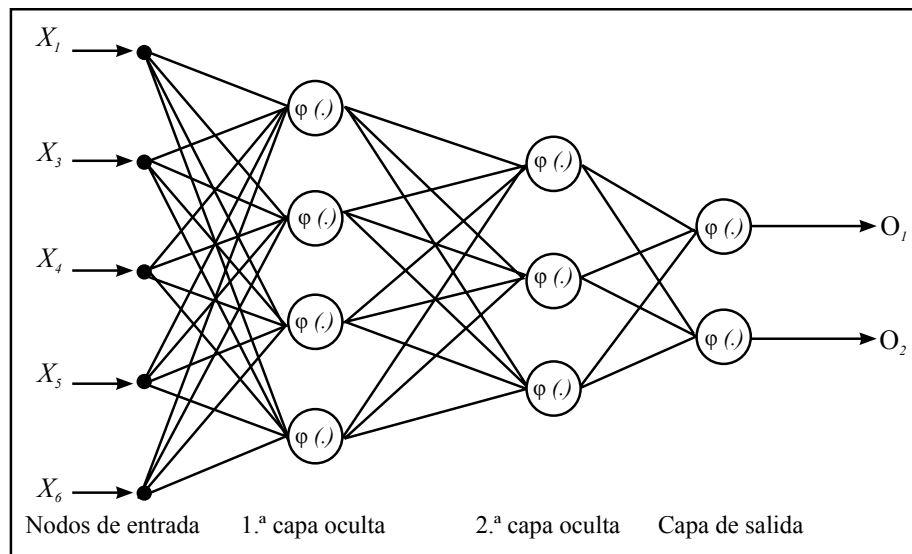 X1
φ (.)
X3
φ (.)
φ (.)
φ (.)
O1
X4
φ (.)
φ (.)
φ (.)
O2
X5
φ (.)
φ (.)
X6
Nodos de entrada 1.ª capa oculta 2.ª capa oculta Capa de salida